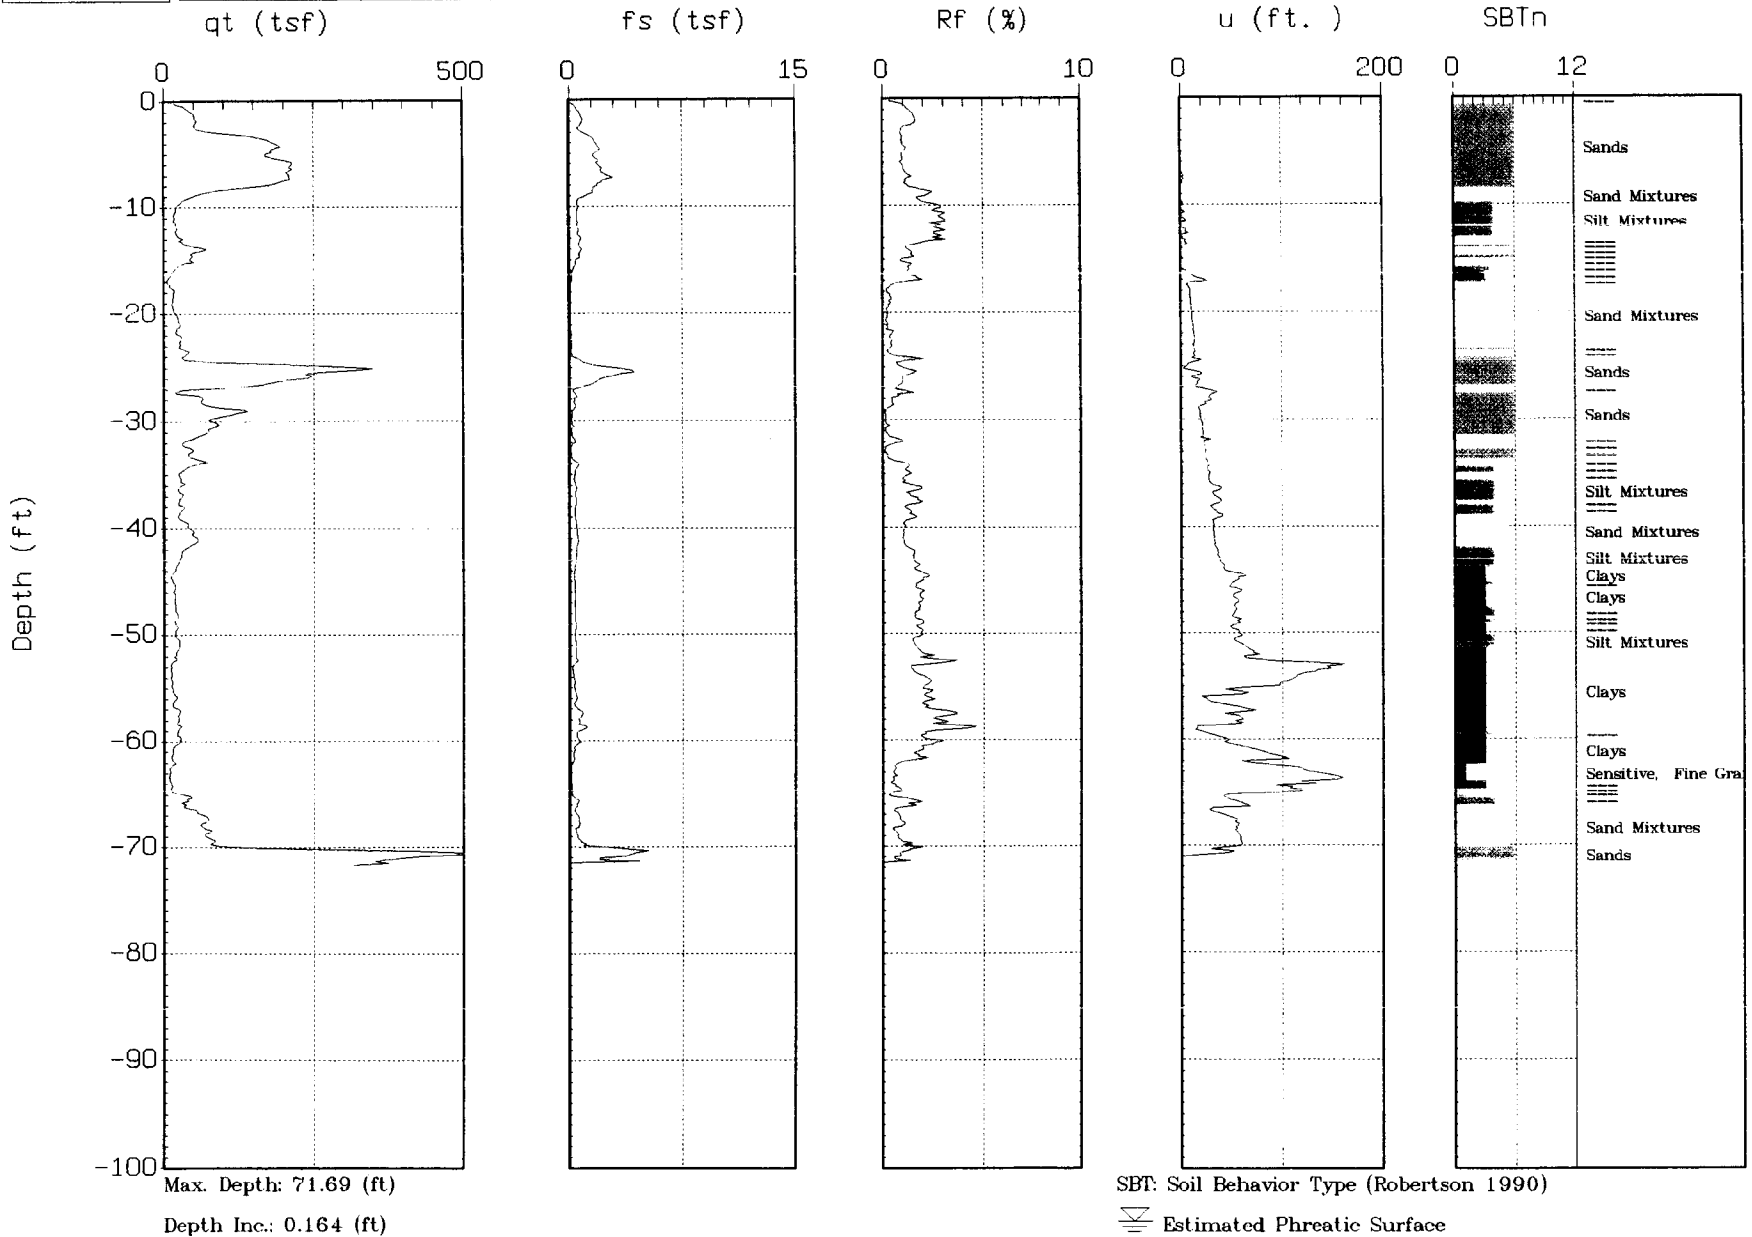 qt (tsf)
fs (tsf)
Rf (%)
u (ft. )
SBTn
0 500
0 15
0 10
0 200
0 12
Depth (ft)
0
-10
-20
-30
-40
-50
-60
-70
-80
-90
-100
Sands
Sand Mixtures
Silt Mixtures
Sand Mixtures
Sands
Sands
Silt Mixtures
Sand Mixtures
Silt Mixtures
Clays
Clays
Silt Mixtures
Clays
Clays
Sensitive, Fine Gra
Sand Mixtures
Sands
Max. Depth: 71.69 (ft)
Depth Inc.: 0.164 (ft)
SBT: Soil Behavior Type (Robertson 1990)
Estimated Phreatic Surface